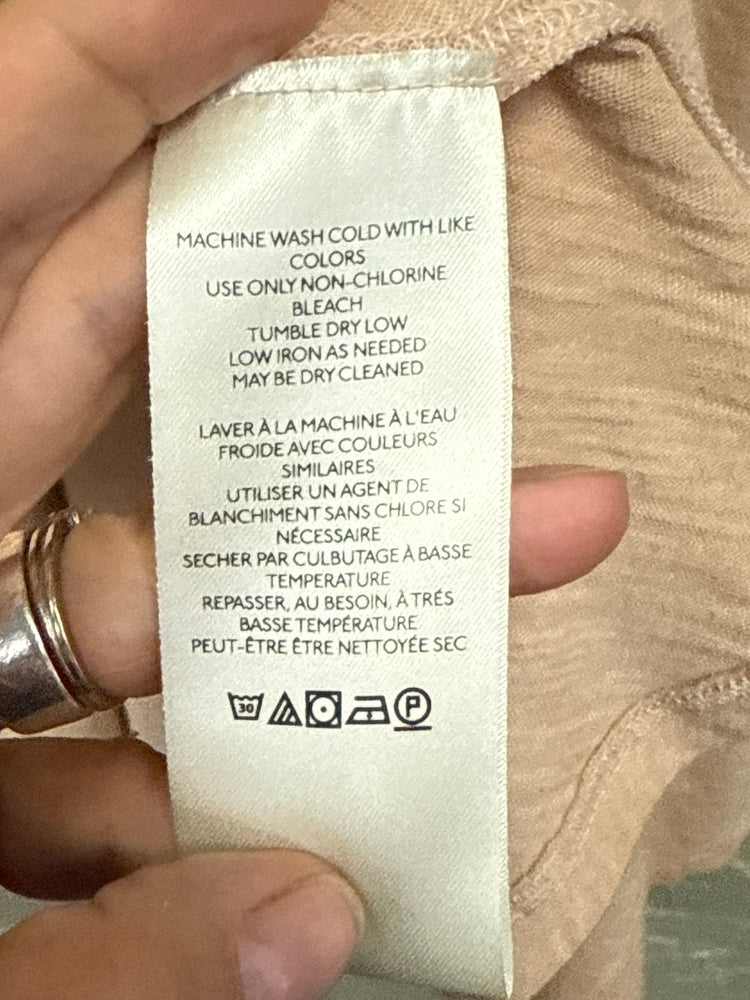 MACHINE WASH COLD WITH LIKE
COLORS
USE ONLY NON-CHLORINE
BLEACH
TUMBLE DRY LOW
LOW IRON AS NEEDED
MAY BE DRY CLEANED
LAVER À LA MACHINE À L'EAU
FROIDE AVEC COULEURS
SIMILAIRES
UTILISER UN AGENT DE
BLANCHIMENT SANS CHLORE SI
NÉCESSAIRE
SECHER PAR CULBUTAGE À BASSE
TEMPERATURE
REPASSER, AU BESOIN, À TRÉS
BASSE TEMPÉRATURE
PEUT-ÊTRE ÊTRE NETTOYÉE SEC
30 P